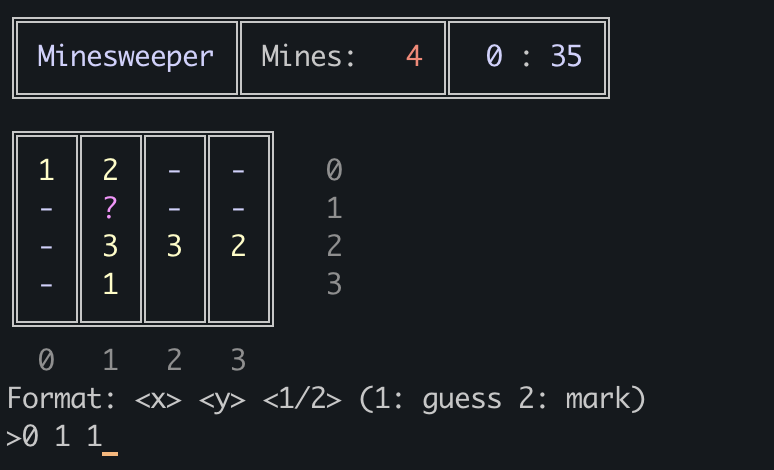 Minesweeper Mines: 4 0 : 35
1 2 - - 0
- ? - - 1
- 3 3 2 2
- 1 3
0 1 2 3
Format: <x> <y> <1/2> (1: guess 2: mark)
>0 1 1_